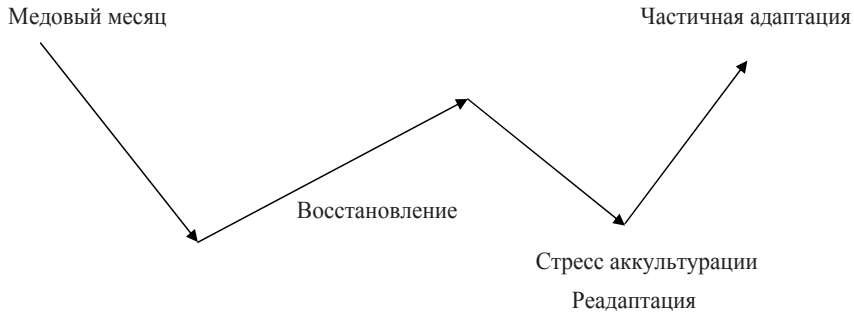 Медовый месяц
Частичная адаптация
Восстановление
Стресс аккультурации
Реадаптация